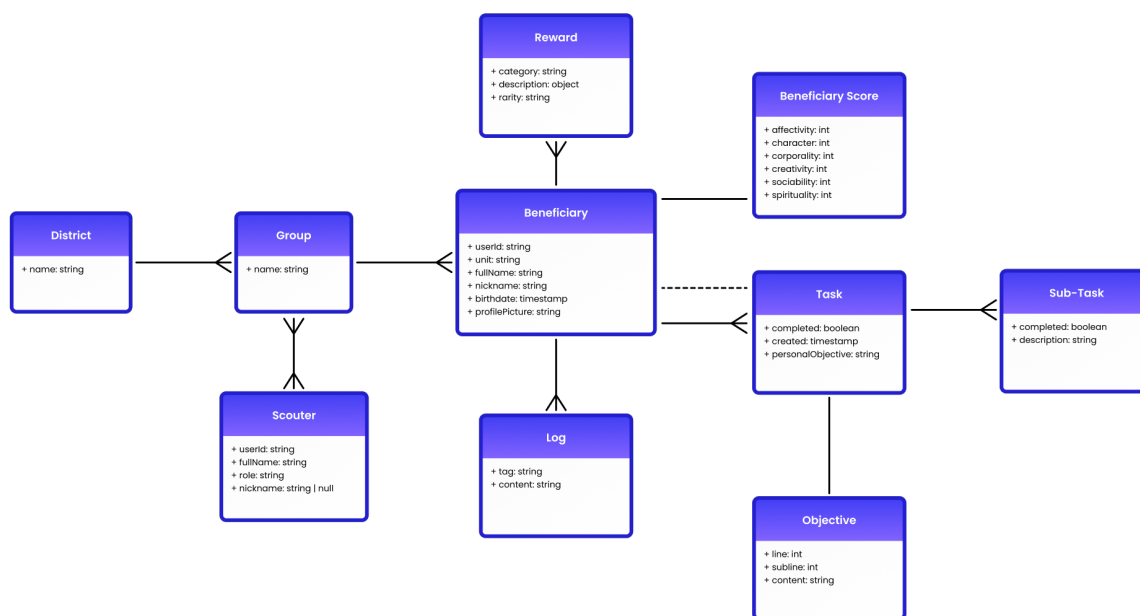 Reward
+ category: string
+ description: object
+ rarity: string
Beneficiary Score
+ affectivity: int
+ character: int
+ corporality: int
+ creativity: int
+ sociability: int
+ spirituality: int
District
+ name: string
Group
+ name: string
Beneficiary
+ userId: string
+ unit: string
+ fullName: string
+ nickname: string
+ birthdate: timestamp
+ profilePicture: string
Task
+ completed: boolean
+ created: timestamp
+ personalObjective: string
Sub-Task
+ completed: boolean
+ description: string
Scouter
+ userId: string
+ fullName: string
+ role: string
+ nickname: string | null
Log
+ tag: string
+ content: string
Objective
+ line: int
+ subline: int
+ content: string